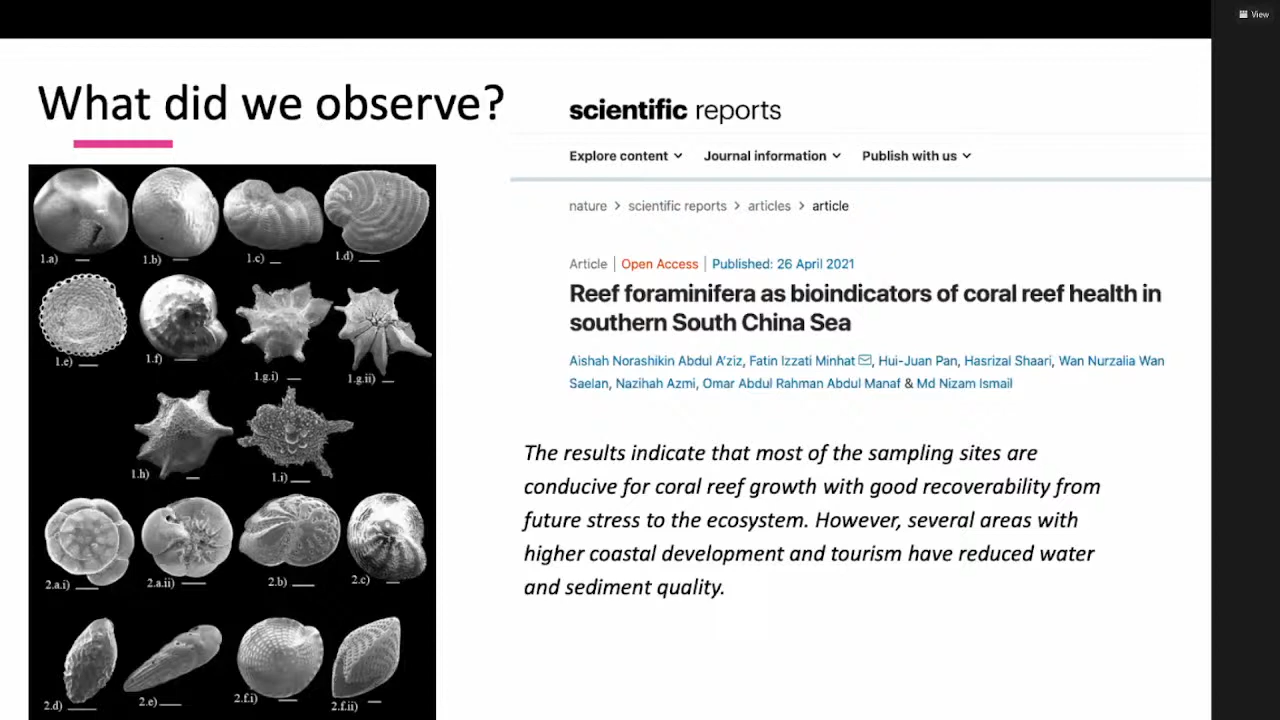 View
What did we observe?
scientific reports
Explore content Journal information Publish with us
nature > scientific reports > articles > article
Article | Open Access | Published: 26 April 2021
Reef foraminifera as bioindicators of coral reef health in
southern South China Sea
Aishah Norashikin Abdul A'ziz, Fatin Izzati Minhat, Hui-Juan Pan, Hasrizal Shaari, Wan Nurzalia Wan
Saelan, Nazihah Azmi, Omar Abdul Rahman Abdul Manaf & Md Nizam Ismail
The results indicate that most of the sampling sites are
conducive for coral reef growth with good recoverability from
future stress to the ecosystem. However, several areas with
higher coastal development and tourism have reduced water
and sediment quality.
1.a) 1.b) 1.c) 1.d)
1.e) 1.f) 1.g.i) 1.g.ii)
1.h) 1.i)
2.a.i) 2.a.ii) 2.b) 2.c)
2.d) 2.e) 2.f.i) 2.f.ii)